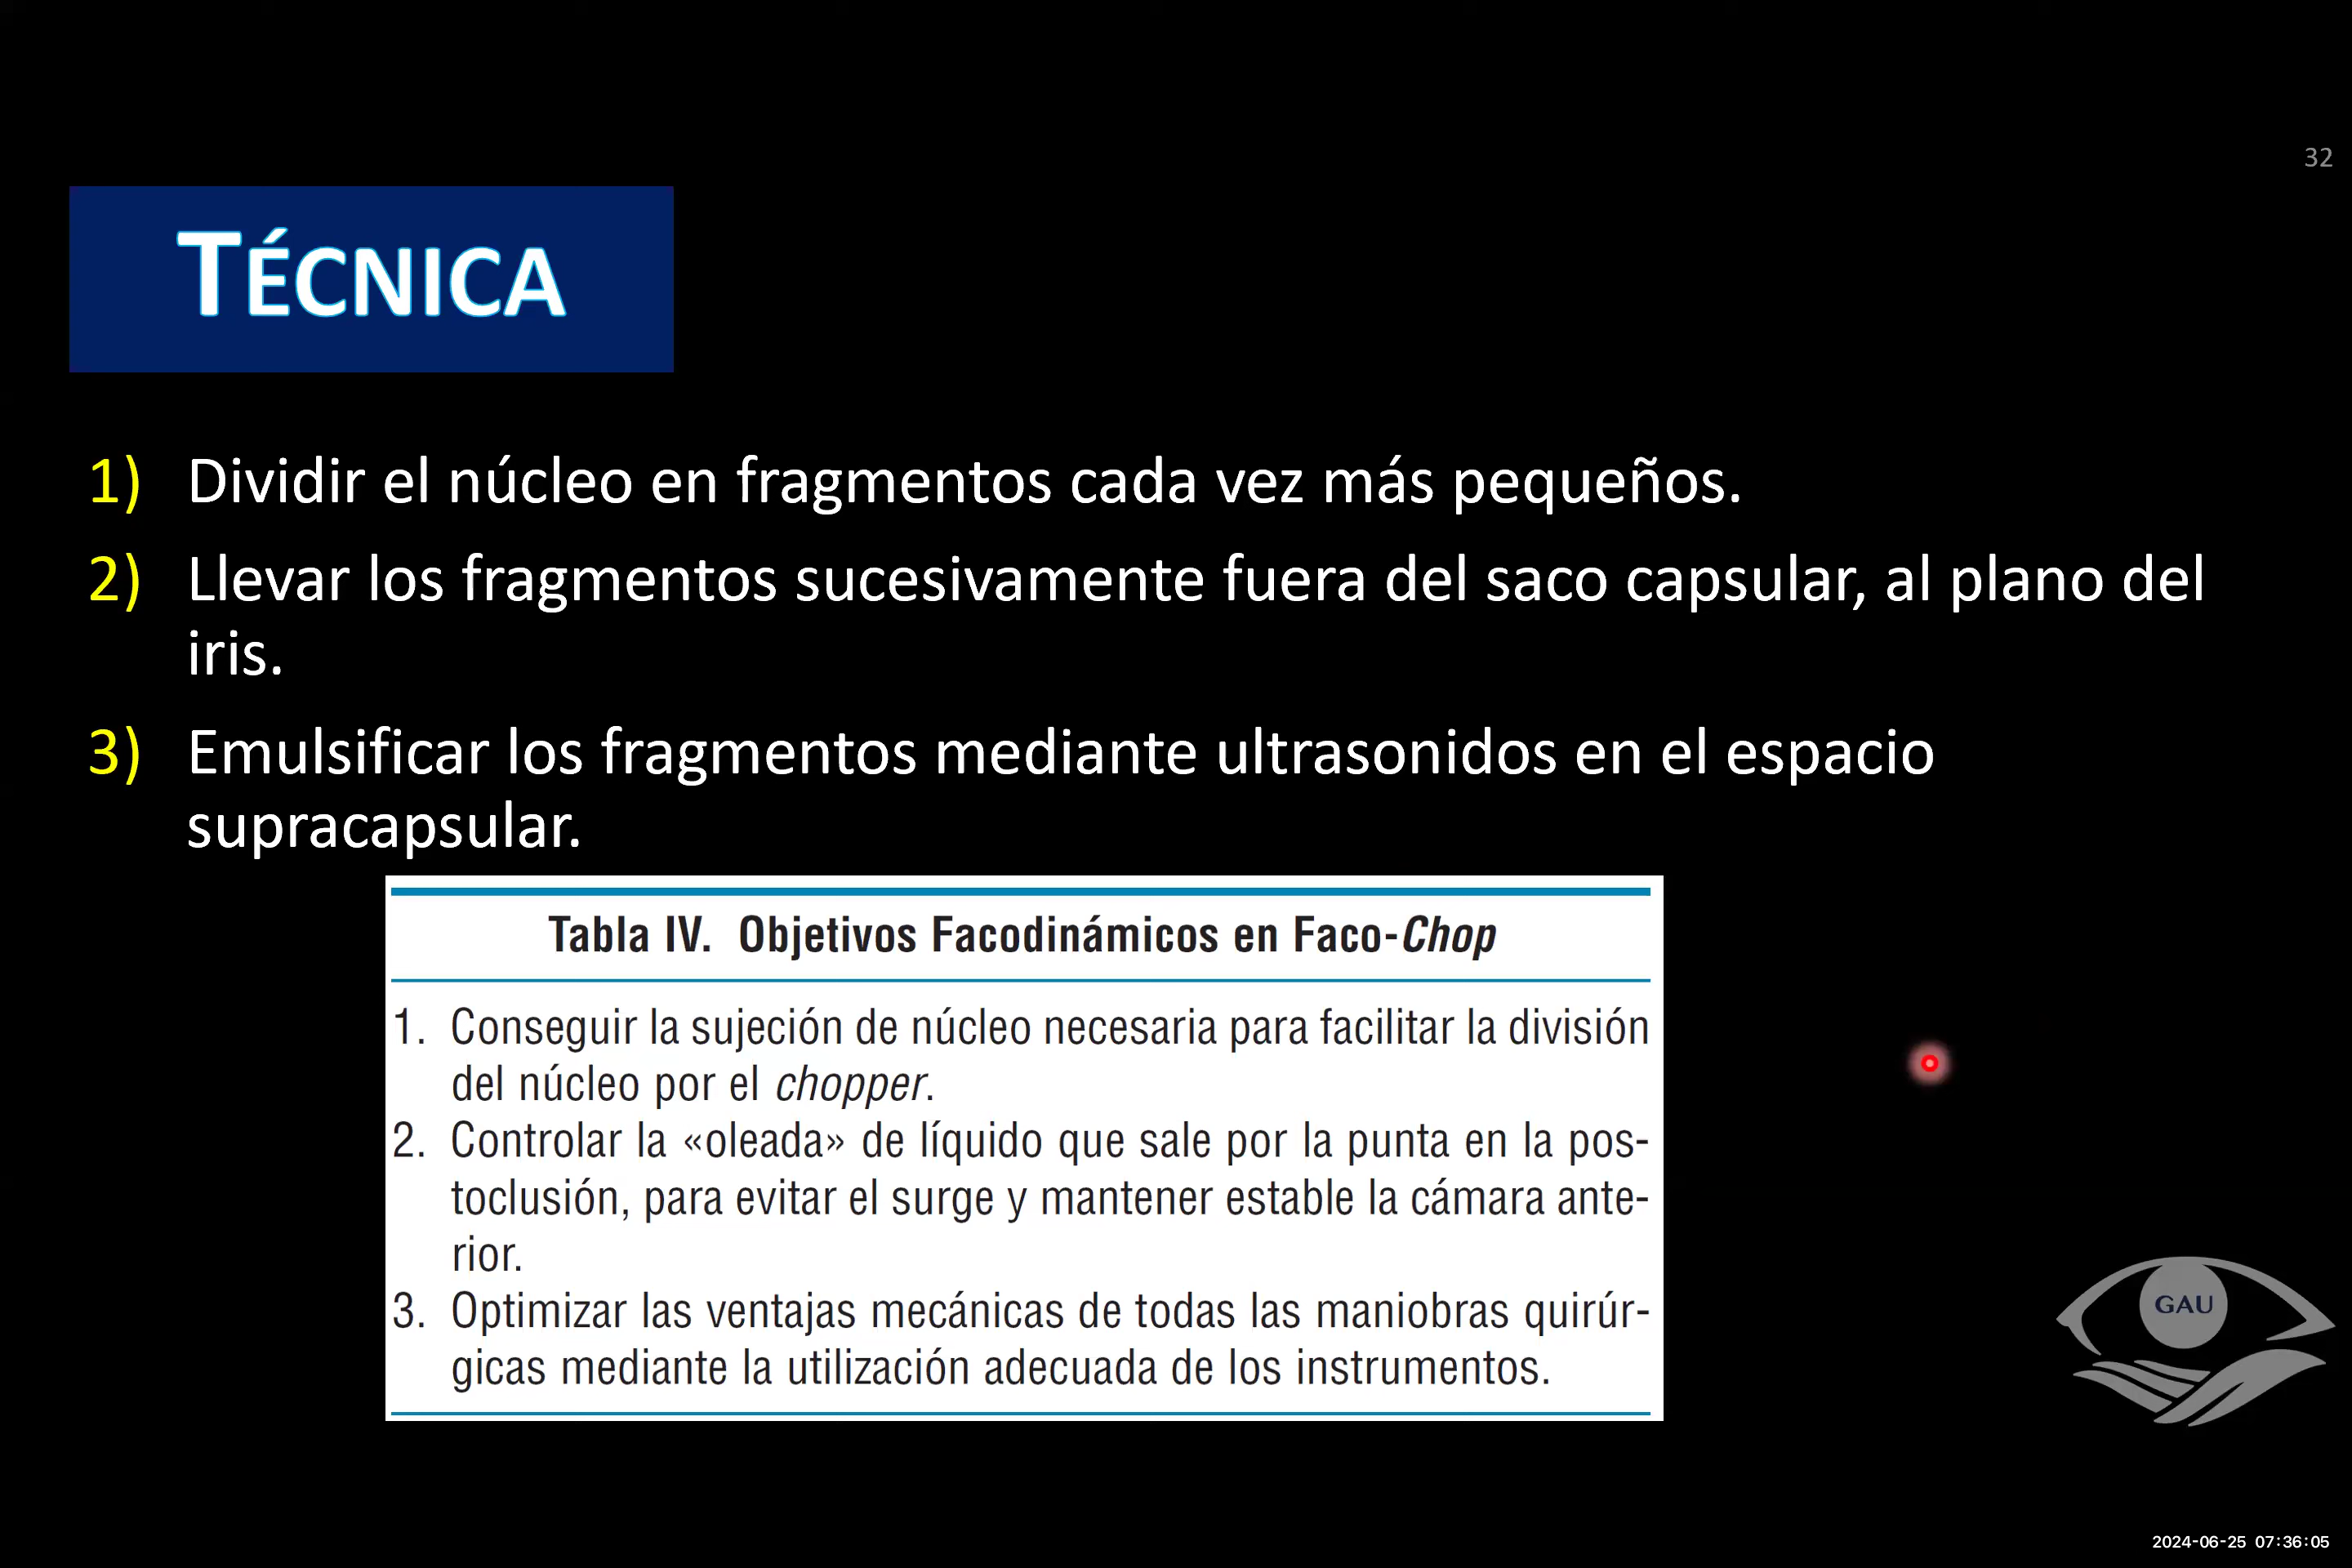 32
TÉCNICA
1) Dividir el núcleo en fragmentos cada vez más pequeños.
2) Llevar los fragmentos sucesivamente fuera del saco capsular, al plano del
iris.
3) Emulsificar los fragmentos mediante ultrasonidos en el espacio
supracapsular.
Tabla IV. Objetivos Facodinámicos en Faco-Chop
1. Conseguir la sujeción de núcleo necesaria para facilitar la división
del núcleo por el chopper.
2. Controlar la «oleada» de líquido que sale por la punta en la pos-
toclusión, para evitar el surge y mantener estable la cámara ante-
rior.
3. Optimizar las ventajas mecánicas de todas las maniobras quirúr-
gicas mediante la utilización adecuada de los instrumentos.
GAU
2024-06-25 07:36:05